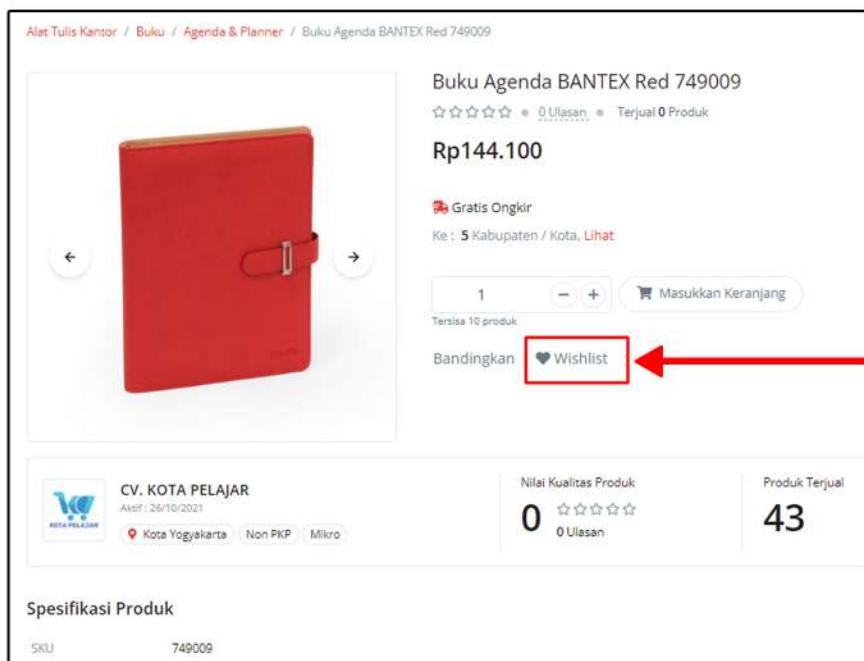 Alat Tulis Kantor / Buku / Agenda & Planner / Buku Agenda BANTEX Red 749009
Buku Agenda BANTEX Red 749009
0 Ulasan Terjual 0 Produk
Rp144.100
Gratis Ongkir
Ke : 5 Kabupaten / Kota, Lihat
1 − + Masukkan Keranjang
Tersisa 10 produk
Bandingkan Wishlist
KOTA PELAJAR
CV. KOTA PELAJAR
Aktif : 26/10/2021
Kota Yogyakarta Non PKP Mikro
Nilai Kualitas Produk
0
0 Ulasan
Produk Terjual
43
Spesifikasi Produk
SKU 749009